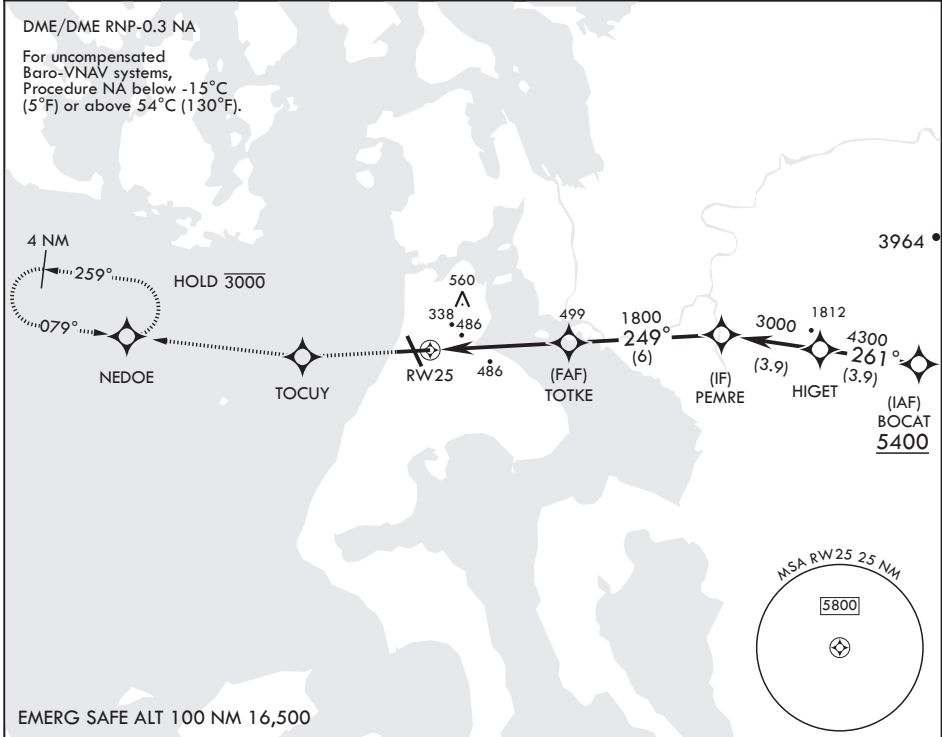 DME/DME RNP-0.3 NA
For uncompensated
Baro-VNAV systems,
Procedure NA below -15°C
(5°F) or above 54°C (130°F).
4 NM
259°
HOLD 3000
079°
NEDOE
TOCUY
560
338
486
486
RW25
499
(FAF)
TOTKE
1800
249°
(6)
(IF)
PEMRE
3000
(3.9)
1812
HIGET
3964
4300
261°
(3.9)
(IAF)
BOCAT
5400
MSA RW25 25 NM
5800
EMERG SAFE ALT 100 NM 16,500